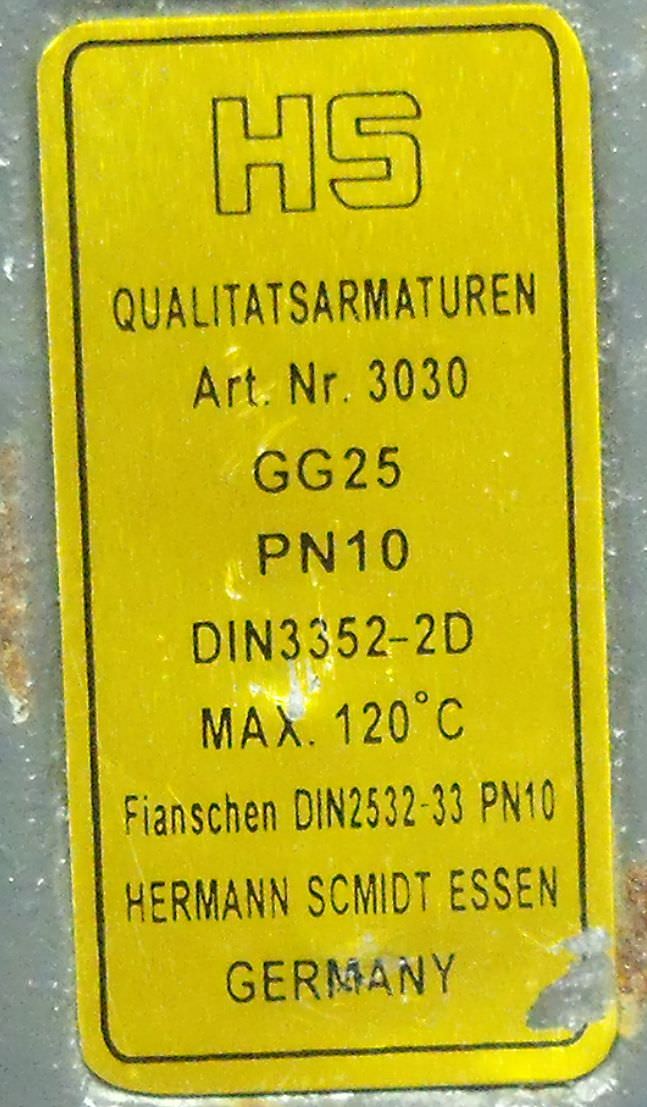 HS
QUALITATSARMATUREN
Art. Nr. 3030
GG25
PN10
DIN3352-2D
MAX. 120°C
Fianschen DIN2532-33 PN10
HERMANN SCMIDT ESSEN
GERMANY